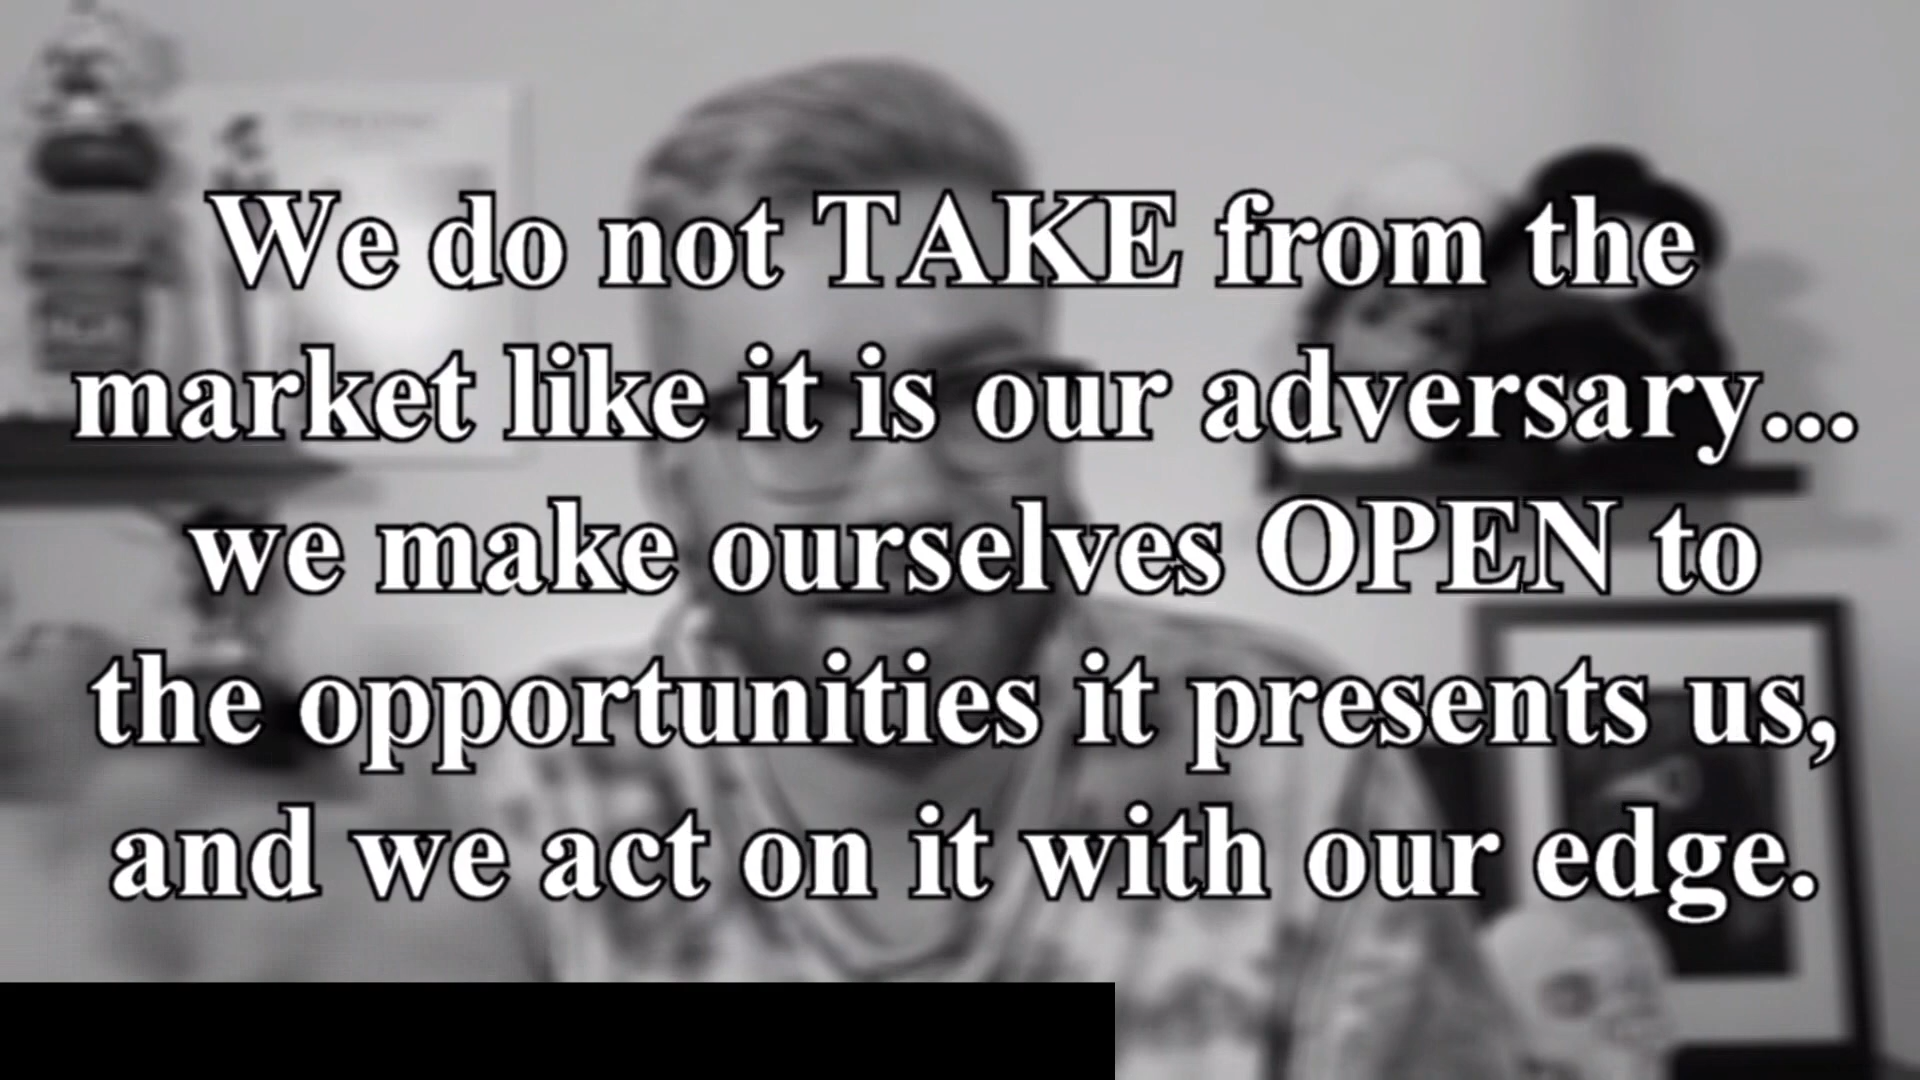 We do not TAKE from the
market like it is our adversary...
we make ourselves OPEN to
the opportunities it presents us,
and we act on it with our edge.